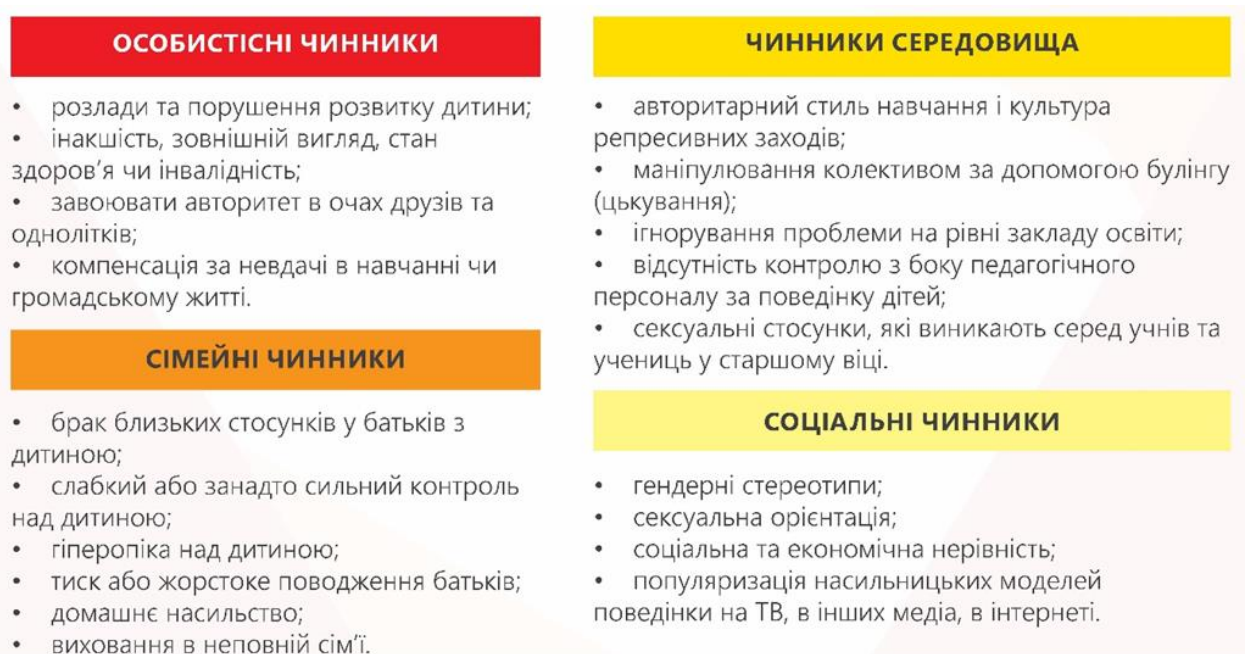 ОСОБИСТІСНІ ЧИННИКИ
• розлади та порушення розвитку дитини;
• інакшість, зовнішній вигляд, стан
здоров’я чи інвалідність;
• завоювати авторитет в очах друзів та
однолітків;
• компенсація за невдачі в навчанні чи
громадському житті.
СІМЕЙНІ ЧИННИКИ
• брак близьких стосунків у батьків з
дитиною;
• слабкий або занадто сильний контроль
над дитиною;
• гіперопіка над дитиною;
• тиск або жорстоке поводження батьків;
• домашнє насильство;
• виховання в неповній сім’ї.
ЧИННИКИ СЕРЕДОВИЩА
• авторитарний стиль навчання і культура
репресивних заходів;
• маніпулювання колективом за допомогою булінгу
(цькування);
• ігнорування проблеми на рівні закладу освіти;
• відсутність контролю з боку педагогічного
персоналу за поведінку дітей;
• сексуальні стосунки, які виникають серед учнів та
учениць у старшому віці.
СОЦІАЛЬНІ ЧИННИКИ
• гендерні стереотипи;
• сексуальна орієнтація;
• соціальна та економічна нерівність;
• популяризація насильницьких моделей
поведінки на ТВ, в інших медіа, в інтернеті.